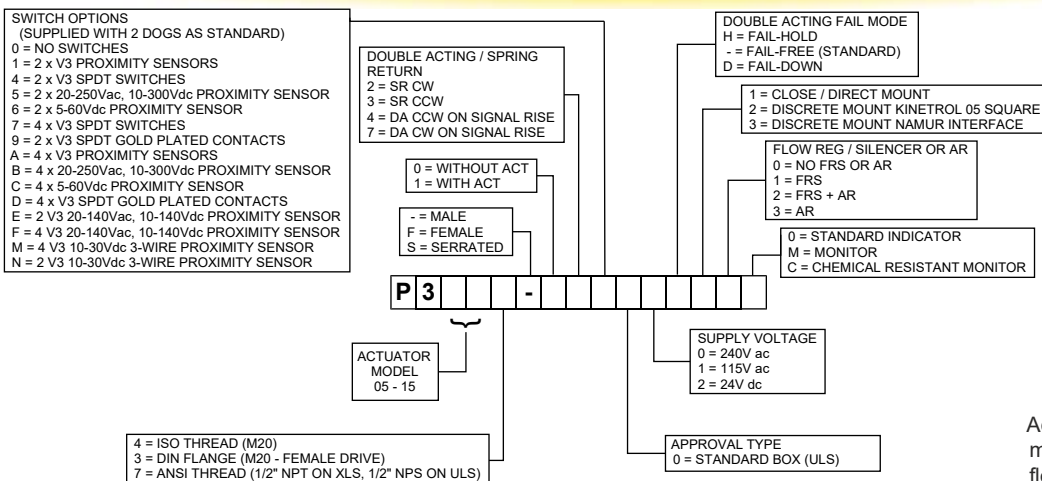 SWITCH OPTIONS
(SUPPLIED WITH 2 DOGS AS STANDARD)
0 = NO SWITCHES
1 = 2 x V3 PROXIMITY SENSORS
4 = 2 x V3 SPDT SWITCHES
5 = 2 x 20-250Vac, 10-300Vdc PROXIMITY SENSOR
6 = 2 x 5-60Vdc PROXIMITY SENSOR
7 = 4 x V3 SPDT SWITCHES
9 = 2 x V3 SPDT GOLD PLATED CONTACTS
A = 4 x V3 PROXIMITY SENSORS
B = 4 x 20-250Vac, 10-300Vdc PROXIMITY SENSOR
C = 4 x 5-60Vdc PROXIMITY SENSOR
D = 4 x V3 SPDT GOLD PLATED CONTACTS
E = 2 V3 20-140Vac, 10-140Vdc PROXIMITY SENSOR
F = 4 V3 20-140Vac, 10-140Vdc PROXIMITY SENSOR
M = 4 V3 10-30Vdc 3-WIRE PROXIMITY SENSOR
N = 2 V3 10-30Vdc 3-WIRE PROXIMITY SENSOR
DOUBLE ACTING / SPRING
RETURN
2 = SR CW
3 = SR CCW
4 = DA CCW ON SIGNAL RISE
7 = DA CW ON SIGNAL RISE
0 = WITHOUT ACT
1 = WITH ACT
- = MALE
F = FEMALE
S = SERRATED
DOUBLE ACTING FAIL MODE
H = FAIL-HOLD
- = FAIL-FREE (STANDARD)
D = FAIL-DOWN
1 = CLOSE / DIRECT MOUNT
2 = DISCRETE MOUNT KINETROL 05 SQUARE
3 = DISCRETE MOUNT NAMUR INTERFACE
FLOW REG / SILENCER OR AR
0 = NO FRS OR AR
1 = FRS
2 = FRS + AR
3 = AR
0 = STANDARD INDICATOR
M = MONITOR
C = CHEMICAL RESISTANT MONITOR
P 3 -
ACTUATOR
MODEL
05 - 15
SUPPLY VOLTAGE
0 = 240V ac
1 = 115V ac
2 = 24V dc
4 = ISO THREAD (M20)
3 = DIN FLANGE (M20 - FEMALE DRIVE)
7 = ANSI THREAD (1/2" NPT ON XLS, 1/2" NPS ON ULS)
APPROVAL TYPE
0 = STANDARD BOX (ULS)